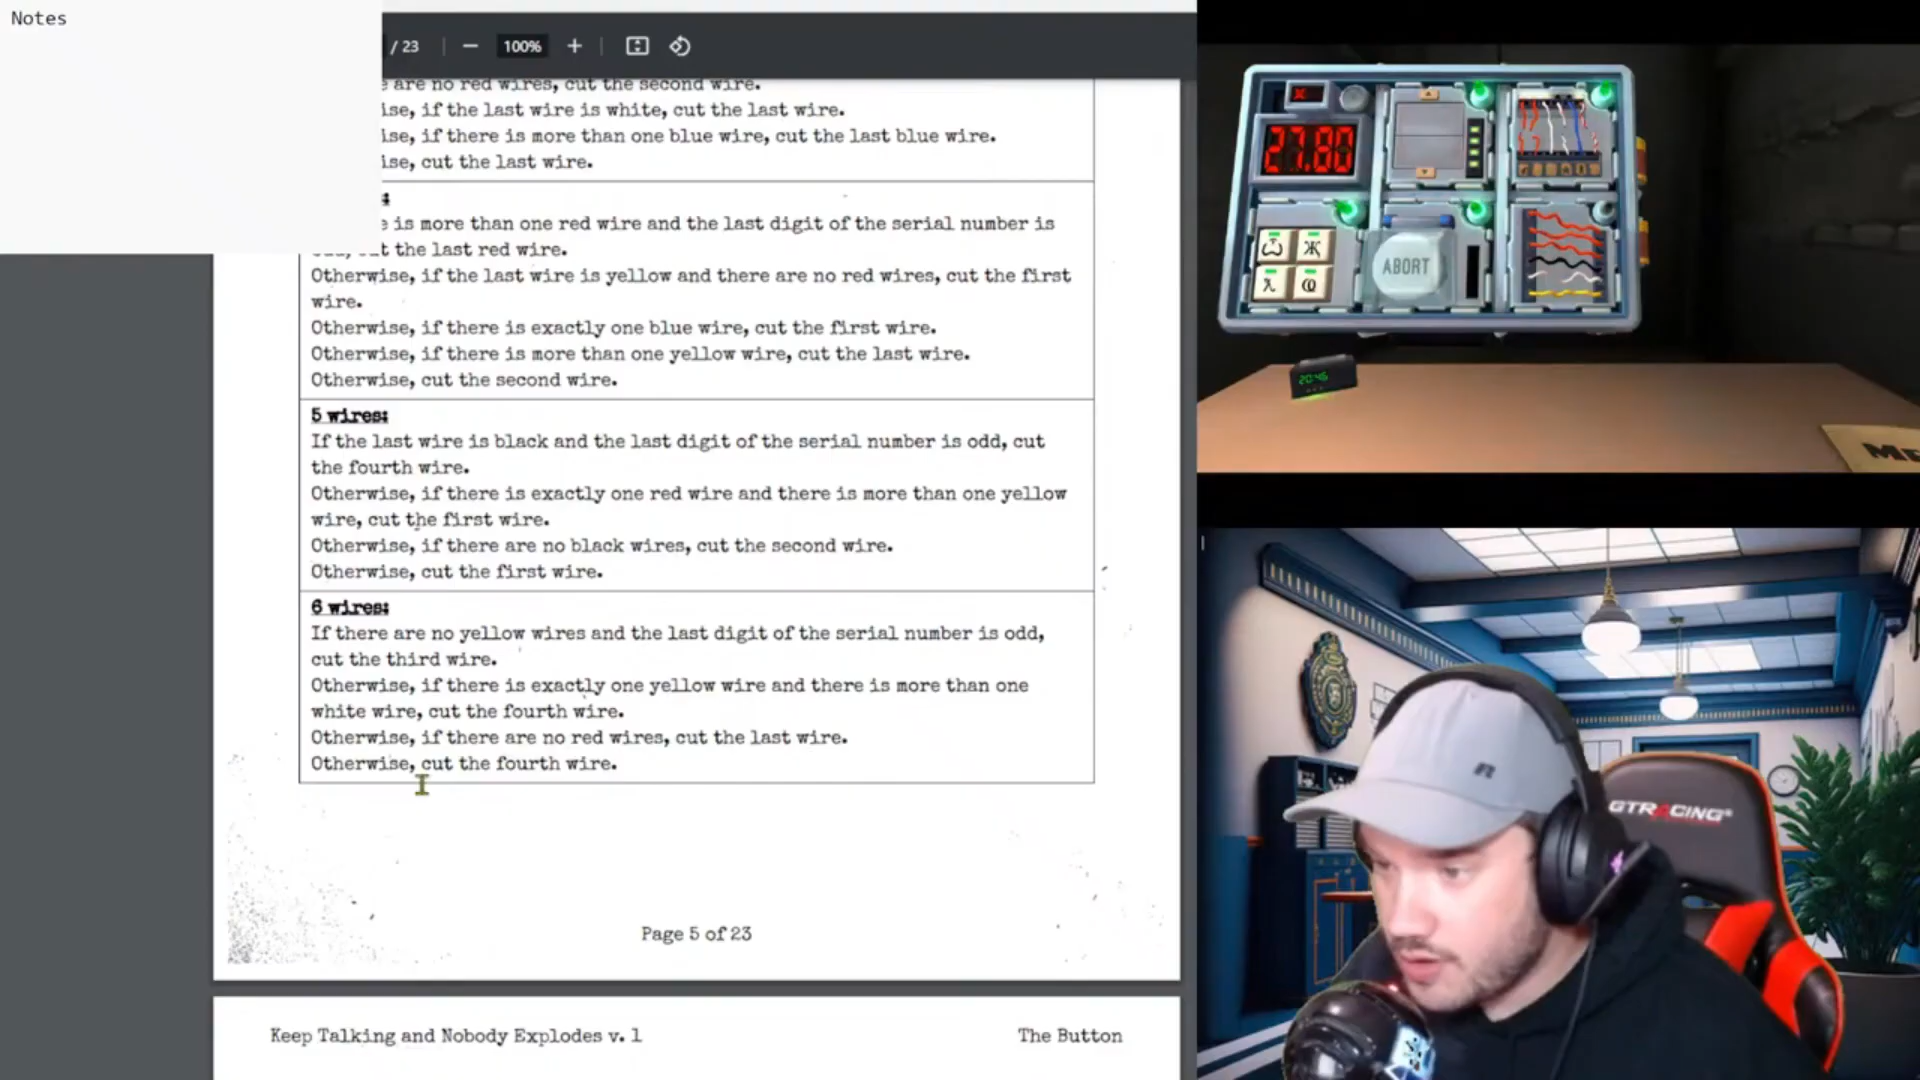 Notes
/ 23
100%
are no red wires, cut the second wire.
ise, if the last wire is white, cut the last wire.
ise, if there is more than one blue wire, cut the last blue wire.
ise, cut the last wire.
e is more than one red wire and the last digit of the serial number is
t the last red wire.
Otherwise, if the last wire is yellow and there are no red wires, cut the first
wire.
Otherwise, if there is exactly one blue wire, cut the first wire.
Otherwise, if there is more than one yellow wire, cut the last wire.
Otherwise, cut the second wire.
5 wires:
If the last wire is black and the last digit of the serial number is odd, cut
the fourth wire.
Otherwise, if there is exactly one red wire and there is more than one yellow
wire, cut the first wire.
Otherwise, if there are no black wires, cut the second wire.
Otherwise, cut the first wire.
6 wires:
If there are no yellow wires and the last digit of the serial number is odd,
cut the third wire.
Otherwise, if there is exactly one yellow wire and there is more than one
white wire, cut the fourth wire.
Otherwise, if there are no red wires, cut the last wire.
Otherwise, cut the fourth wire.
Page 5 of 23
Keep Talking and Nobody Explodes v. 1
The Button
X
27.80
Ѡ Ж
ABORT
20:46
GTRACING